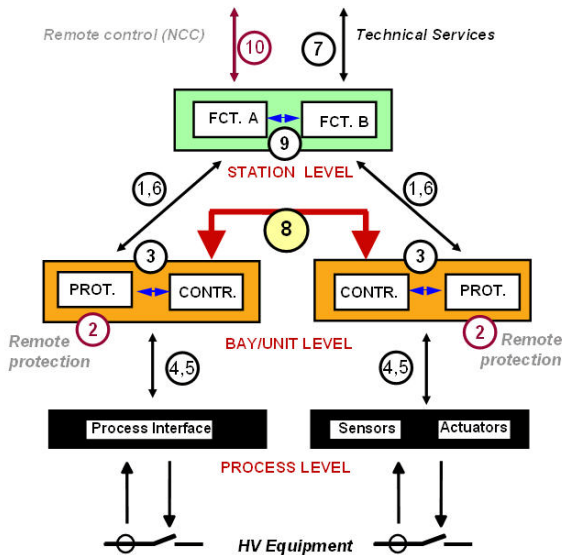 Remote control (NCC)
10
7
Technical Services
FCT. A
FCT. B
9
STATION LEVEL
1,6
1,6
8
3
3
PROT.
CONTR.
CONTR.
PROT.
2
2
Remote
protection
BAY/UNIT LEVEL
Remote
protection
4,5
4,5
Process Interface
Sensors
Actuators
PROCESS LEVEL
HV Equipment